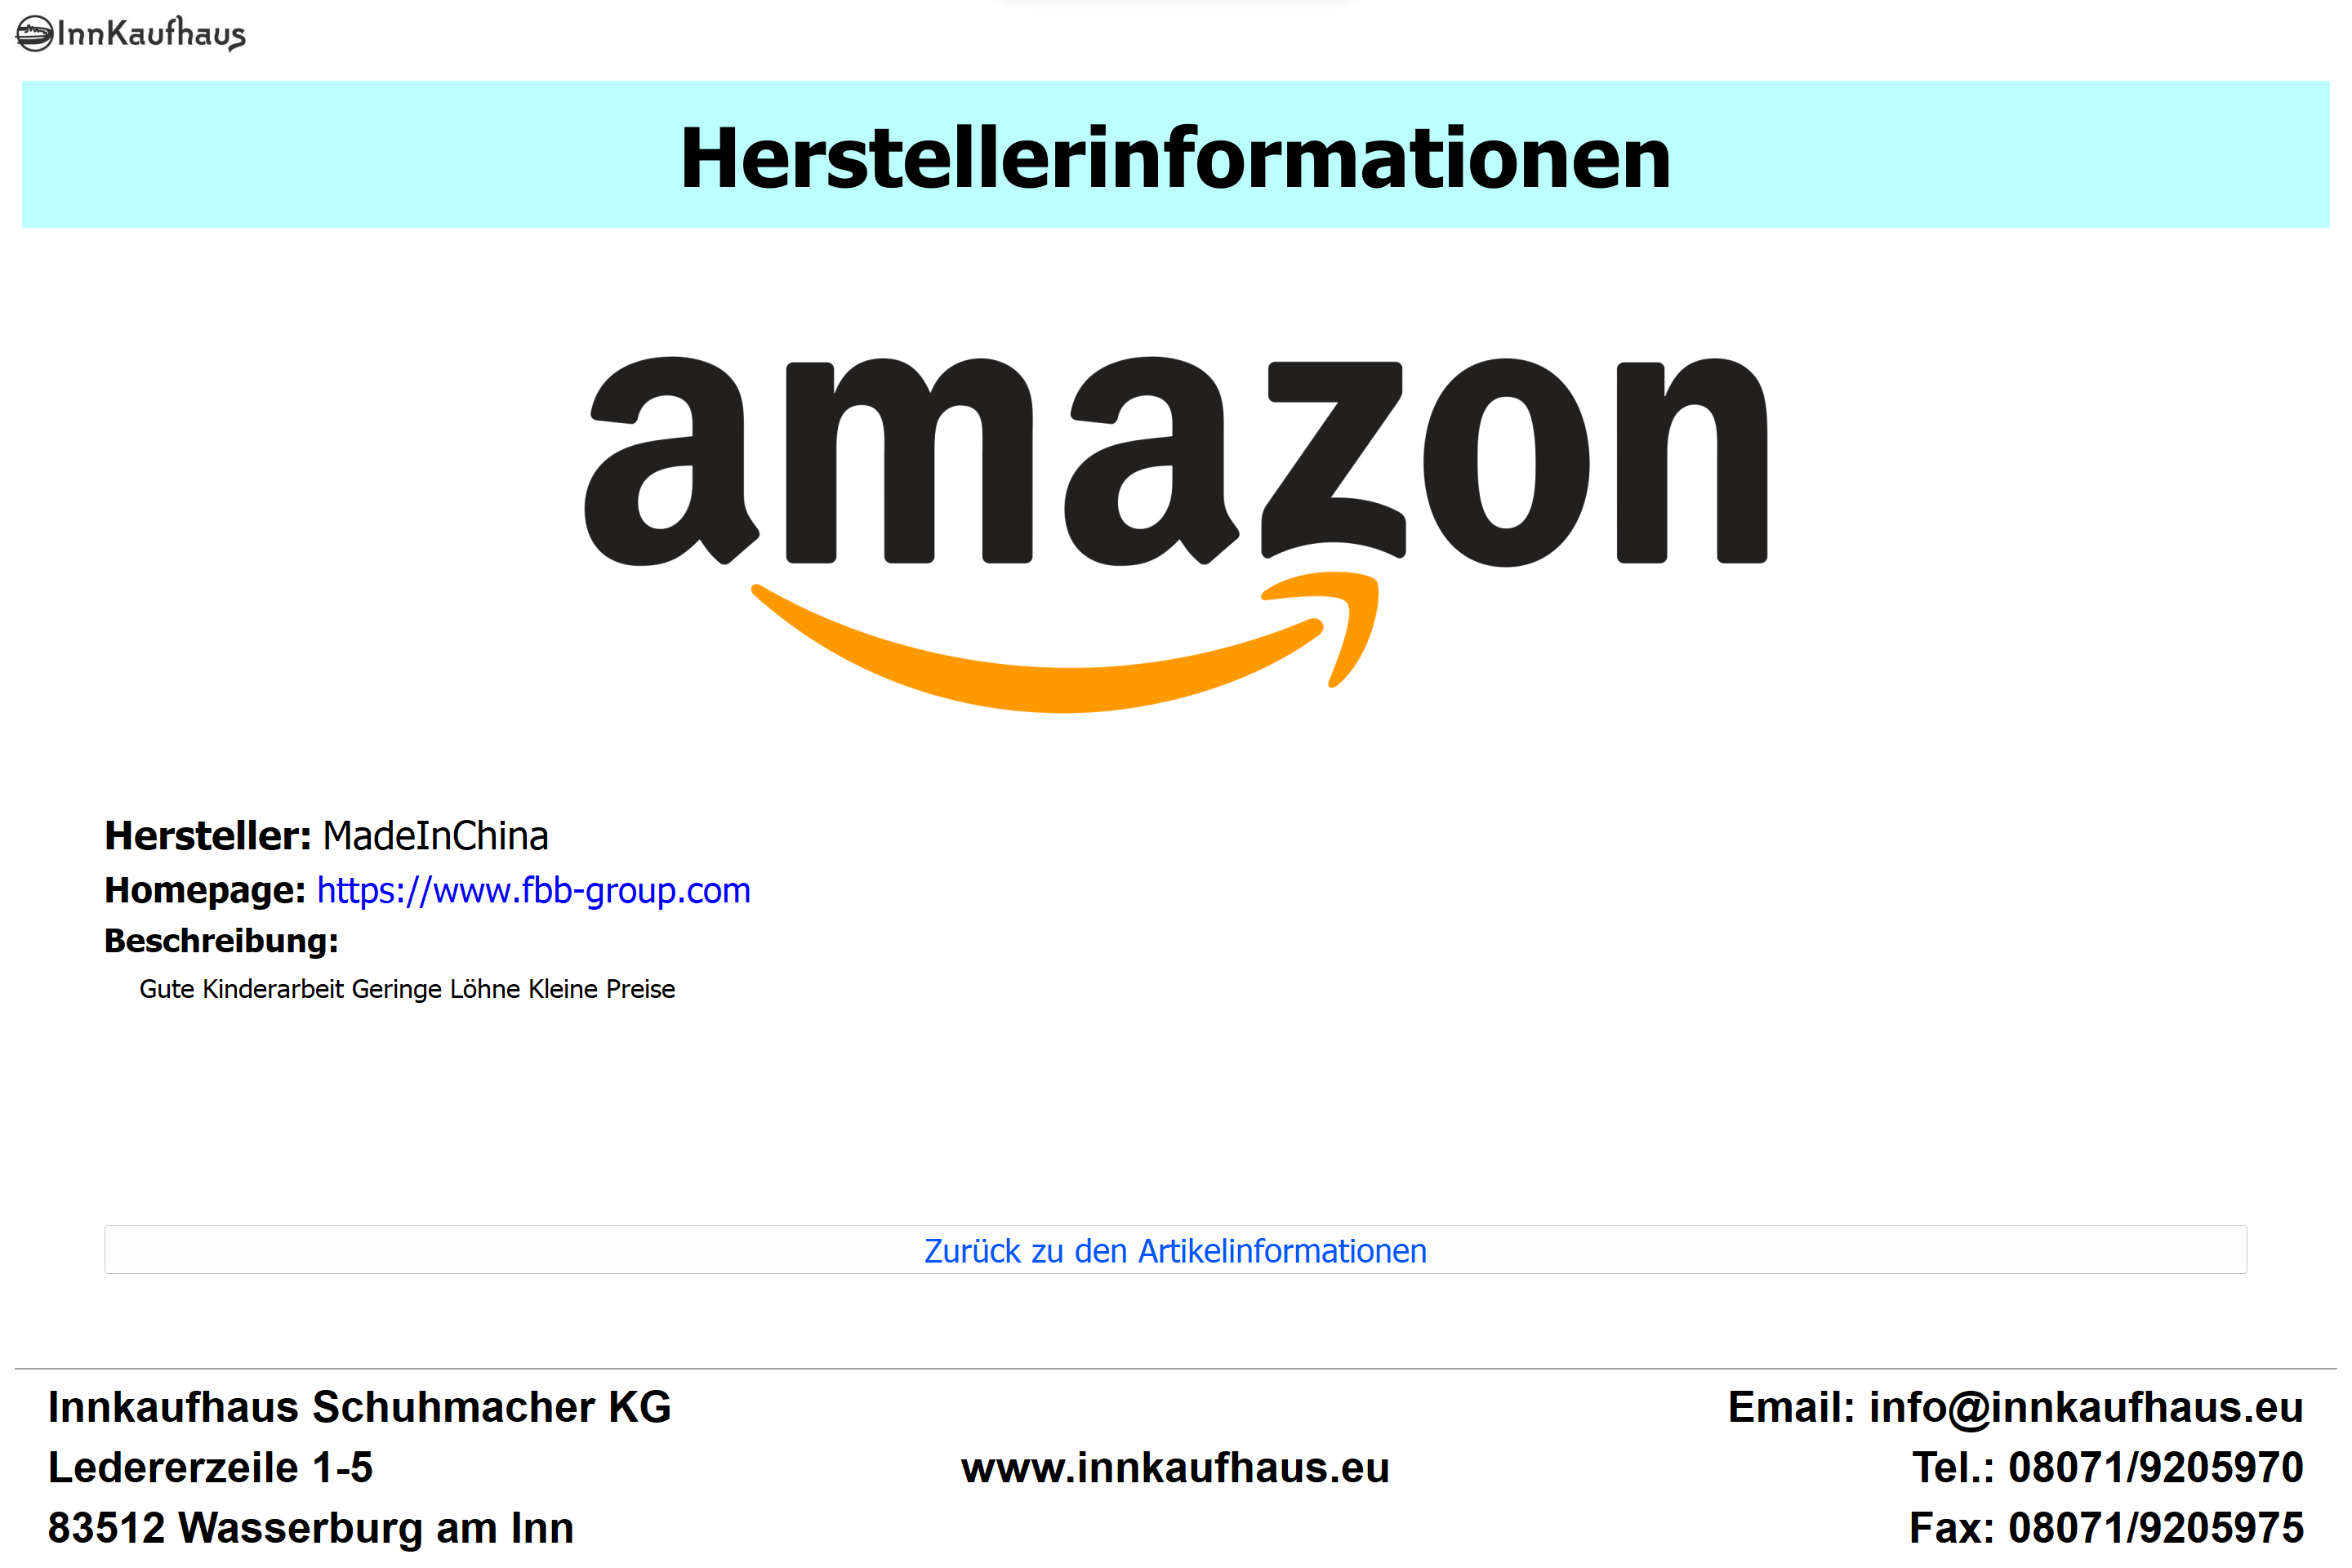 InnKaufhaus
Herstellerinformationen
amazon
Hersteller: MadeInChina
Homepage: https://www.fbb-group.com
Beschreibung:
Gute Kinderarbeit Geringe Löhne Kleine Preise
Zurück zu den Artikelinformationen
Innkaufhaus Schuhmacher KG
Ledererzeile 1-5
83512 Wasserburg am Inn
www.innkaufhaus.eu
Email: info@innkaufhaus.eu
Tel.: 08071/9205970
Fax: 08071/9205975